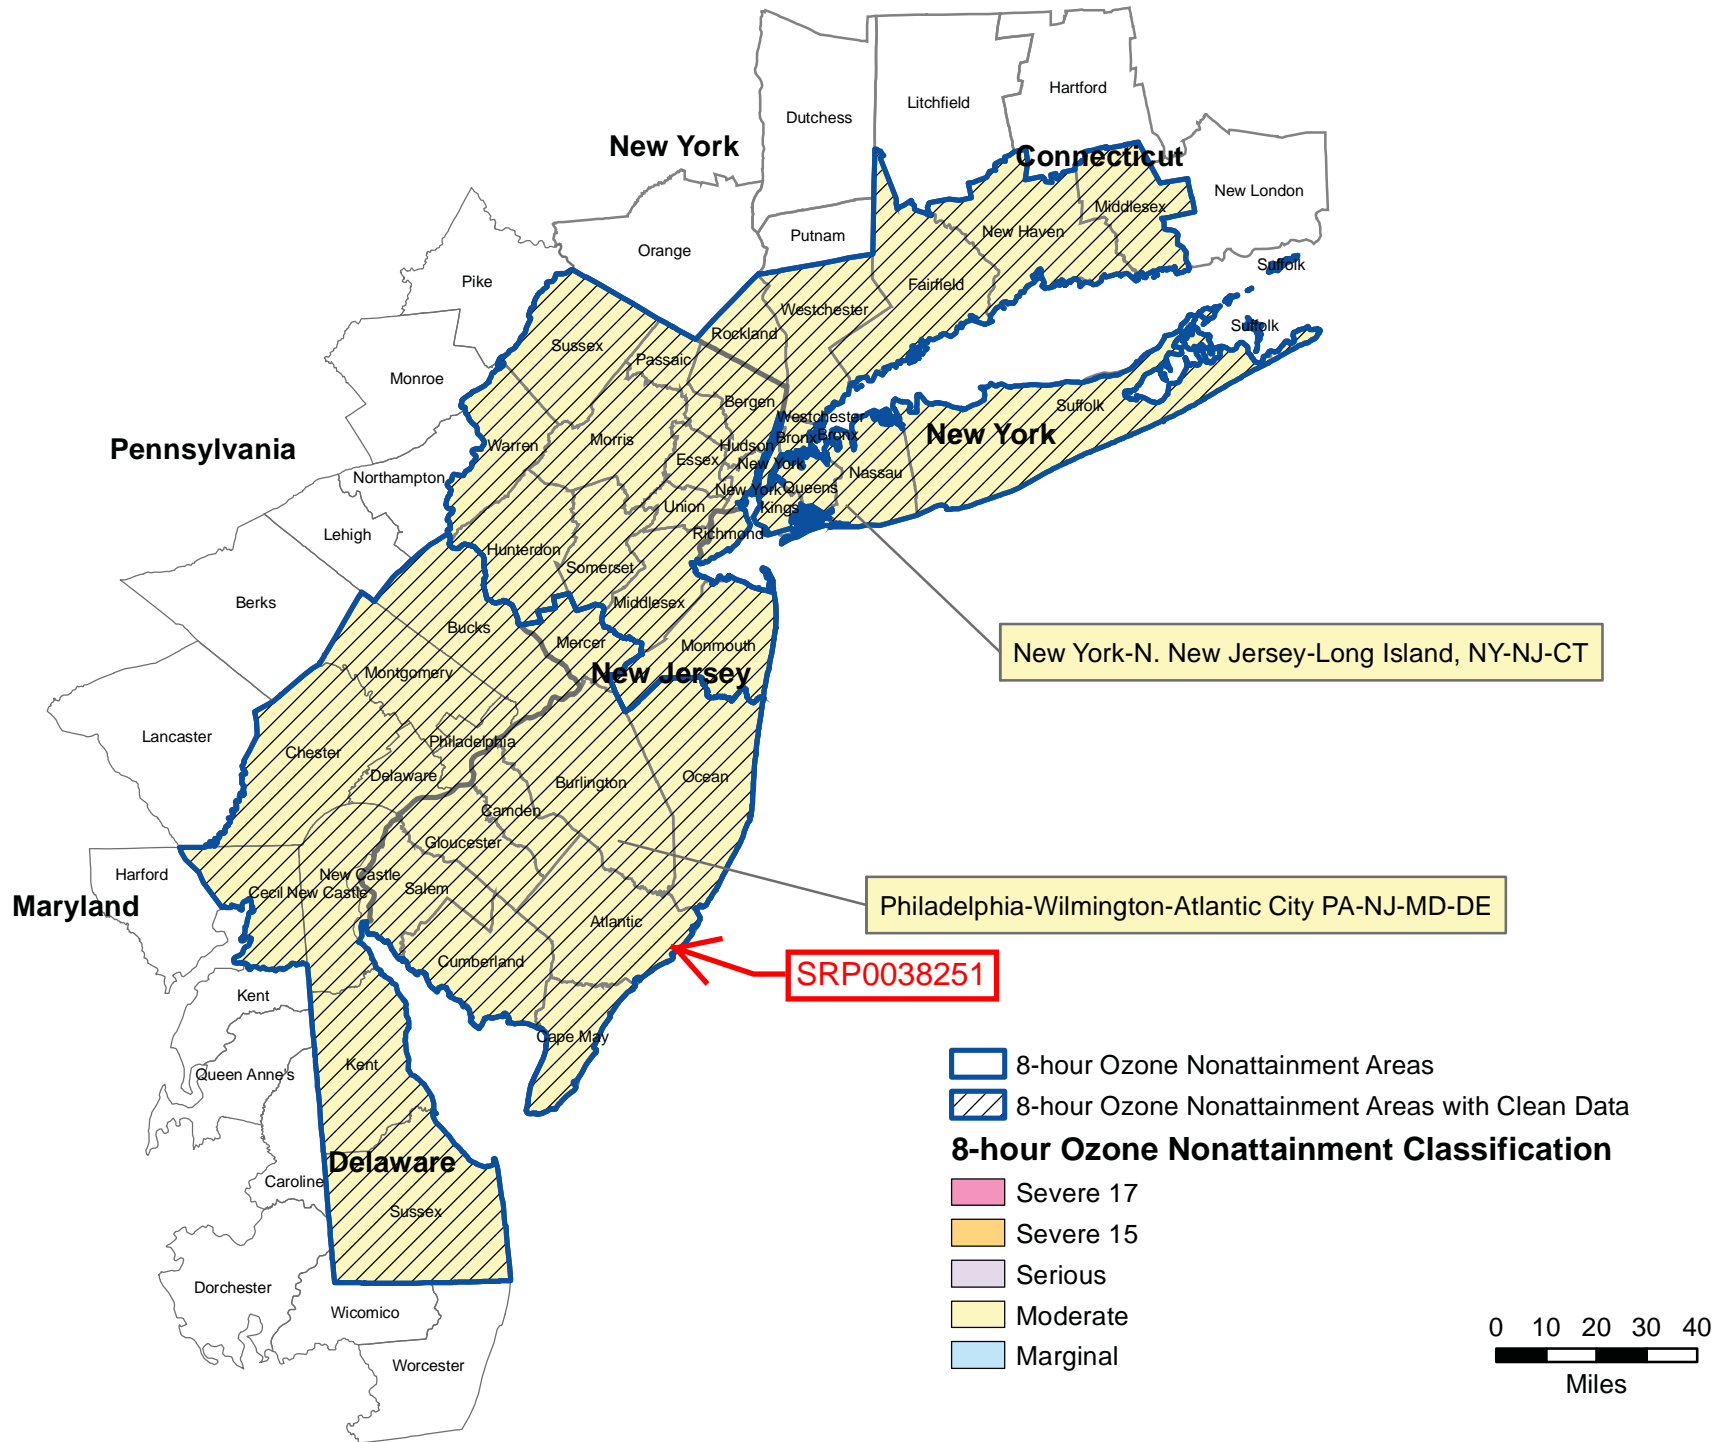 Dutchess
Litchfield
Hartford
New York
Connecticut
New London
Middlesex
New Haven
Putnam
Orange
Suffolk
Pike
Fairfield
Westchester
Suffolk
Rockland
Sussex
Passaic
Monroe
Bergen
Suffolk
Westchester
New York
Bronx
Bronx
Morris
Warren
Hudson
Pennsylvania
Essex
New York
Nassau
Northampton
New York
Queens
Union
Kings
Lehigh
Richmond
Hunterdon
Somerset
Berks
Middlesex
Bucks
Mercer
Monmouth
New York-N. New Jersey-Long Island, NY-NJ-CT
Montgomery
New Jersey
Lancaster
Philadelphia
Chester
Delaware
Ocean
Burlington
Camden
Gloucester
Harford
New Castle
Cecil
New Castle
Salem
Maryland
Philadelphia-Wilmington-Atlantic City PA-NJ-MD-DE
Atlantic
Cumberland
SRP0038251
Kent
Cape May
Kent
Queen Anne's
8-hour Ozone Nonattainment Areas
8-hour Ozone Nonattainment Areas with Clean Data
8-hour Ozone Nonattainment Classification
Delaware
Caroline
Sussex
Severe 17
Severe 15
Serious
Moderate
Marginal
Dorchester
Wicomico
Worcester
0 10 20 30 40
Miles